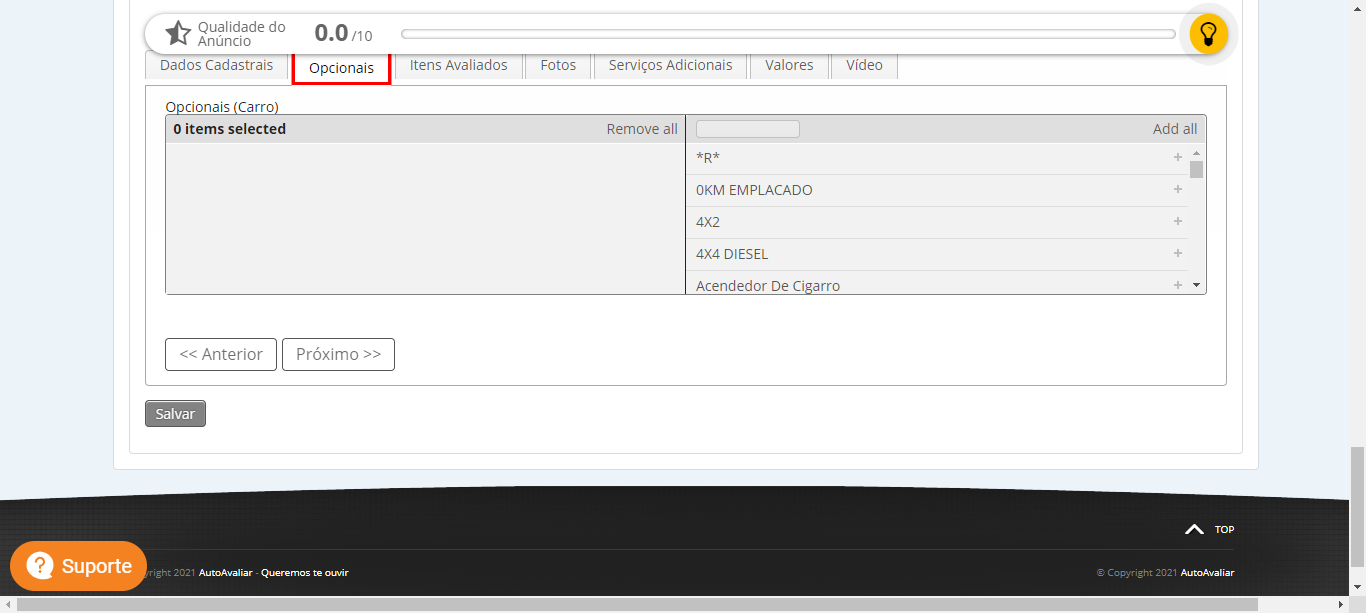 Qualidade do
Anúncio
0.0 /10
Dados Cadastrais Opcionais Itens Avaliados Fotos Serviços Adicionais Valores Vídeo
Opcionais (Carro)
0 items selected Remove all Add all
*R* +
0KM EMPLACADO +
4X2 +
4X4 DIESEL +
Acendedor De Cigarro +
<< Anterior Próximo >>
Salvar
TOP
? Suporte
2021 AutoAvaliar - Queremos te ouvir © Copyright 2021 AutoAvaliar